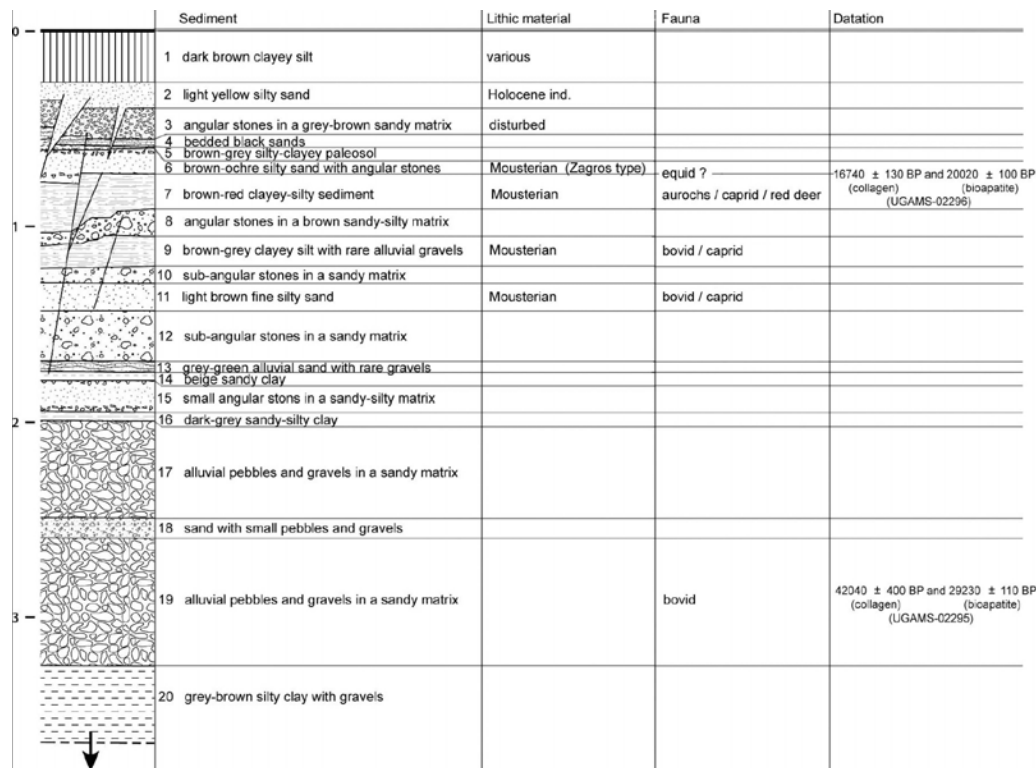 Sediment Lithic material Fauna Datation
0
1 dark brown clayey silt various
2 light yellow silty sand Holocene ind.
3 angular stones in a grey-brown sandy matrix disturbed
4 bedded black sands
5 brown-grey silty-clayey paleosol
6 brown-ochre silty sand with angular stones Mousterian (Zagros type) equid ? 16740 ± 130 BP and 20020 ± 100 BP
(collagen) (bioapatite)
(UGAMS-02296)
7 brown-red clayey-silty sediment Mousterian aurochs / caprid / red deer
8 angular stones in a brown sandy-silty matrix
1
9 brown-grey clayey silt with rare alluvial gravels Mousterian bovid / caprid
10 sub-angular stones in a sandy matrix
11 light brown fine silty sand Mousterian bovid / caprid
12 sub-angular stones in a sandy matrix
13 grey-green alluvial sand with rare gravels
14 beige sandy clay
15 small angular stons in a sandy-silty matrix
2
16 dark-grey sandy-silty clay
17 alluvial pebbles and gravels in a sandy matrix
18 sand with small pebbles and gravels
19 alluvial pebbles and gravels in a sandy matrix bovid 42040 ± 400 BP and 29230 ± 110 BP
(collagen) (bicapatite)
(UGAMS-02295)
3
20 grey-brown silty clay with gravels